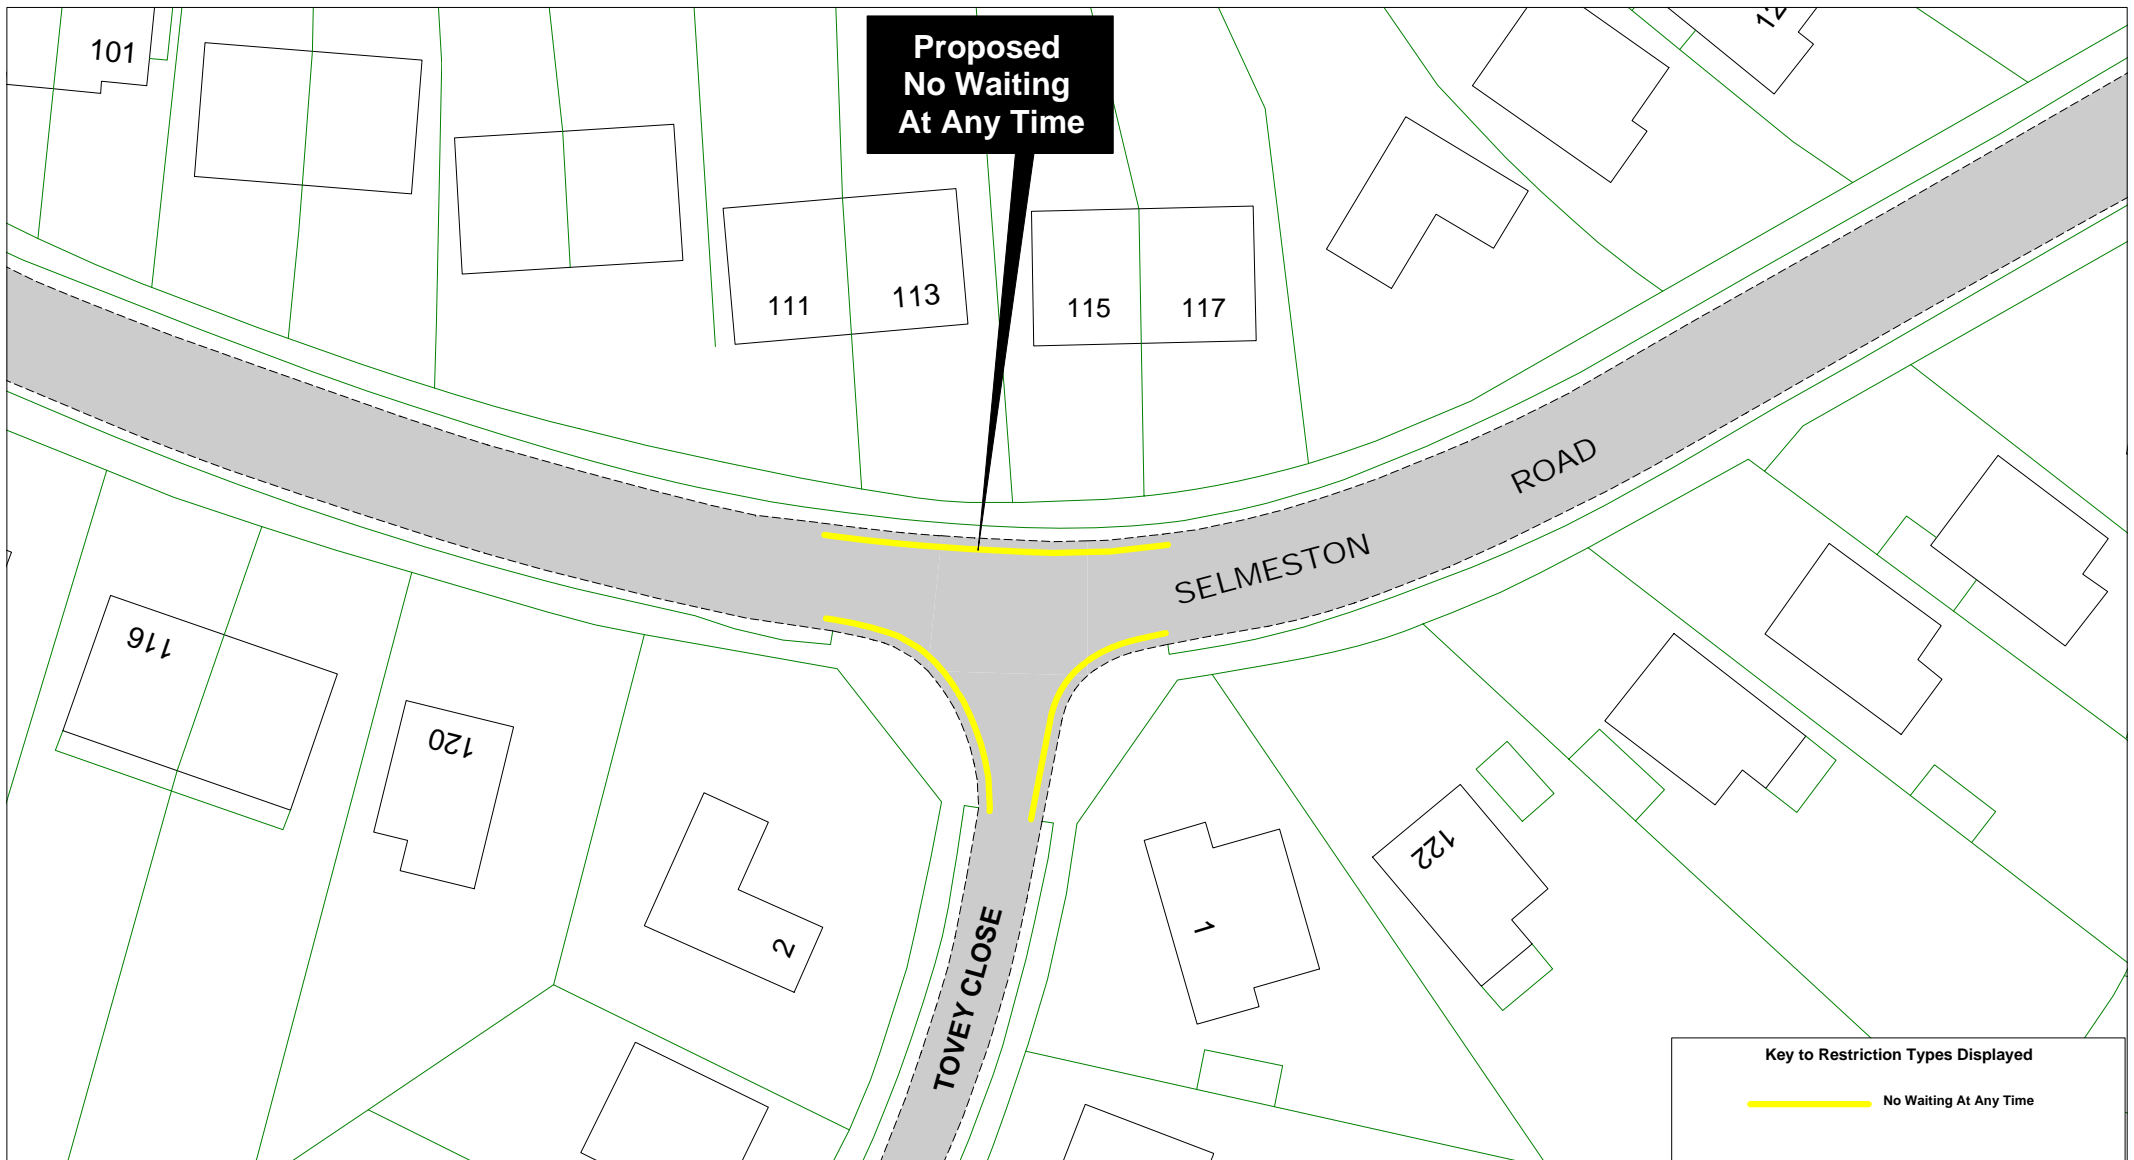 101
Proposed
No Waiting
At Any Time
111
113
115
117
ROAD
SELMESTON
116
120
2
1
122
TOVEY CLOSE
Key to Restriction Types Displayed
No Waiting At Any Time